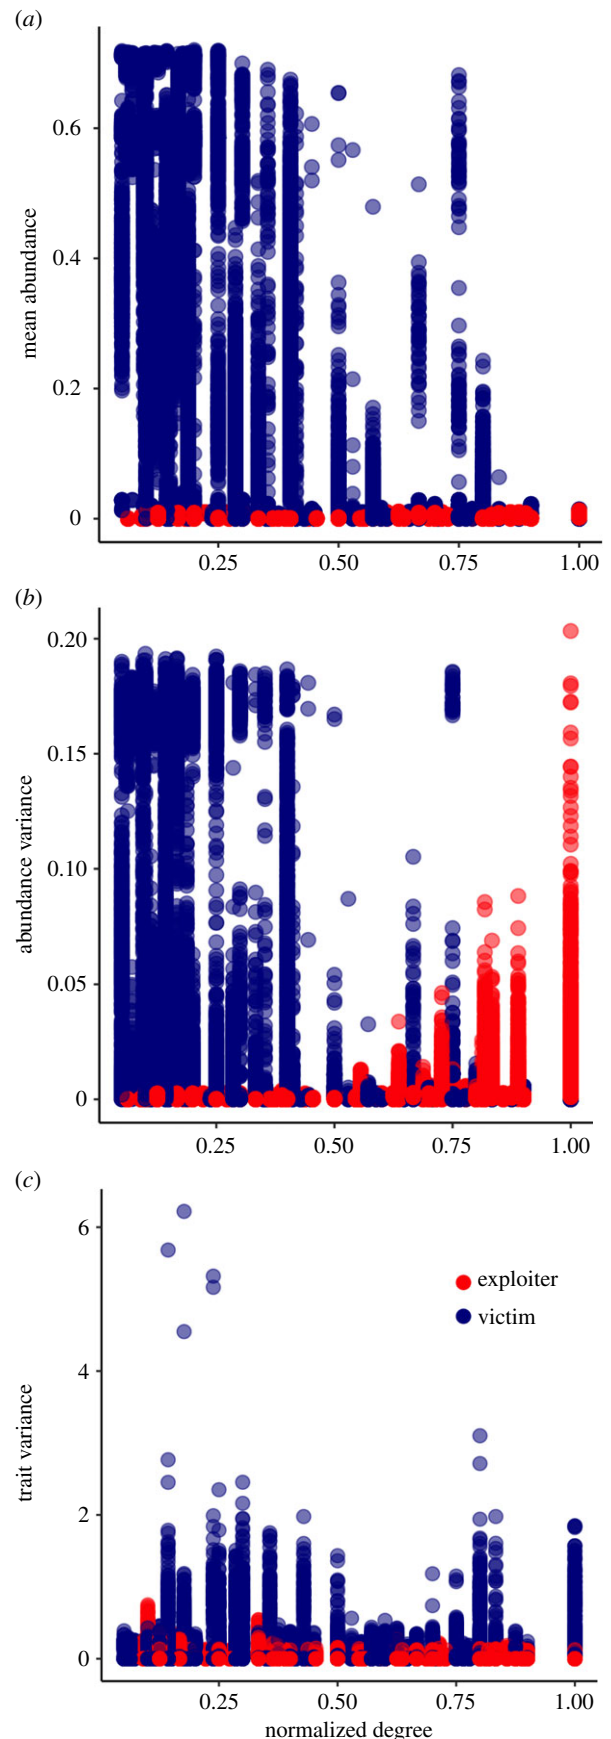 (a)
mean abundance
0.6
0.4
0.2
0
0.25 0.50 0.75 1.00
(b)
abundance variance
0.20
0.15
0.10
0.05
0
0.25 0.50 0.75 1.00
(c)
trait variance
6
4
2
0
exploiter
victim
0.25 0.50 0.75 1.00
normalized degree